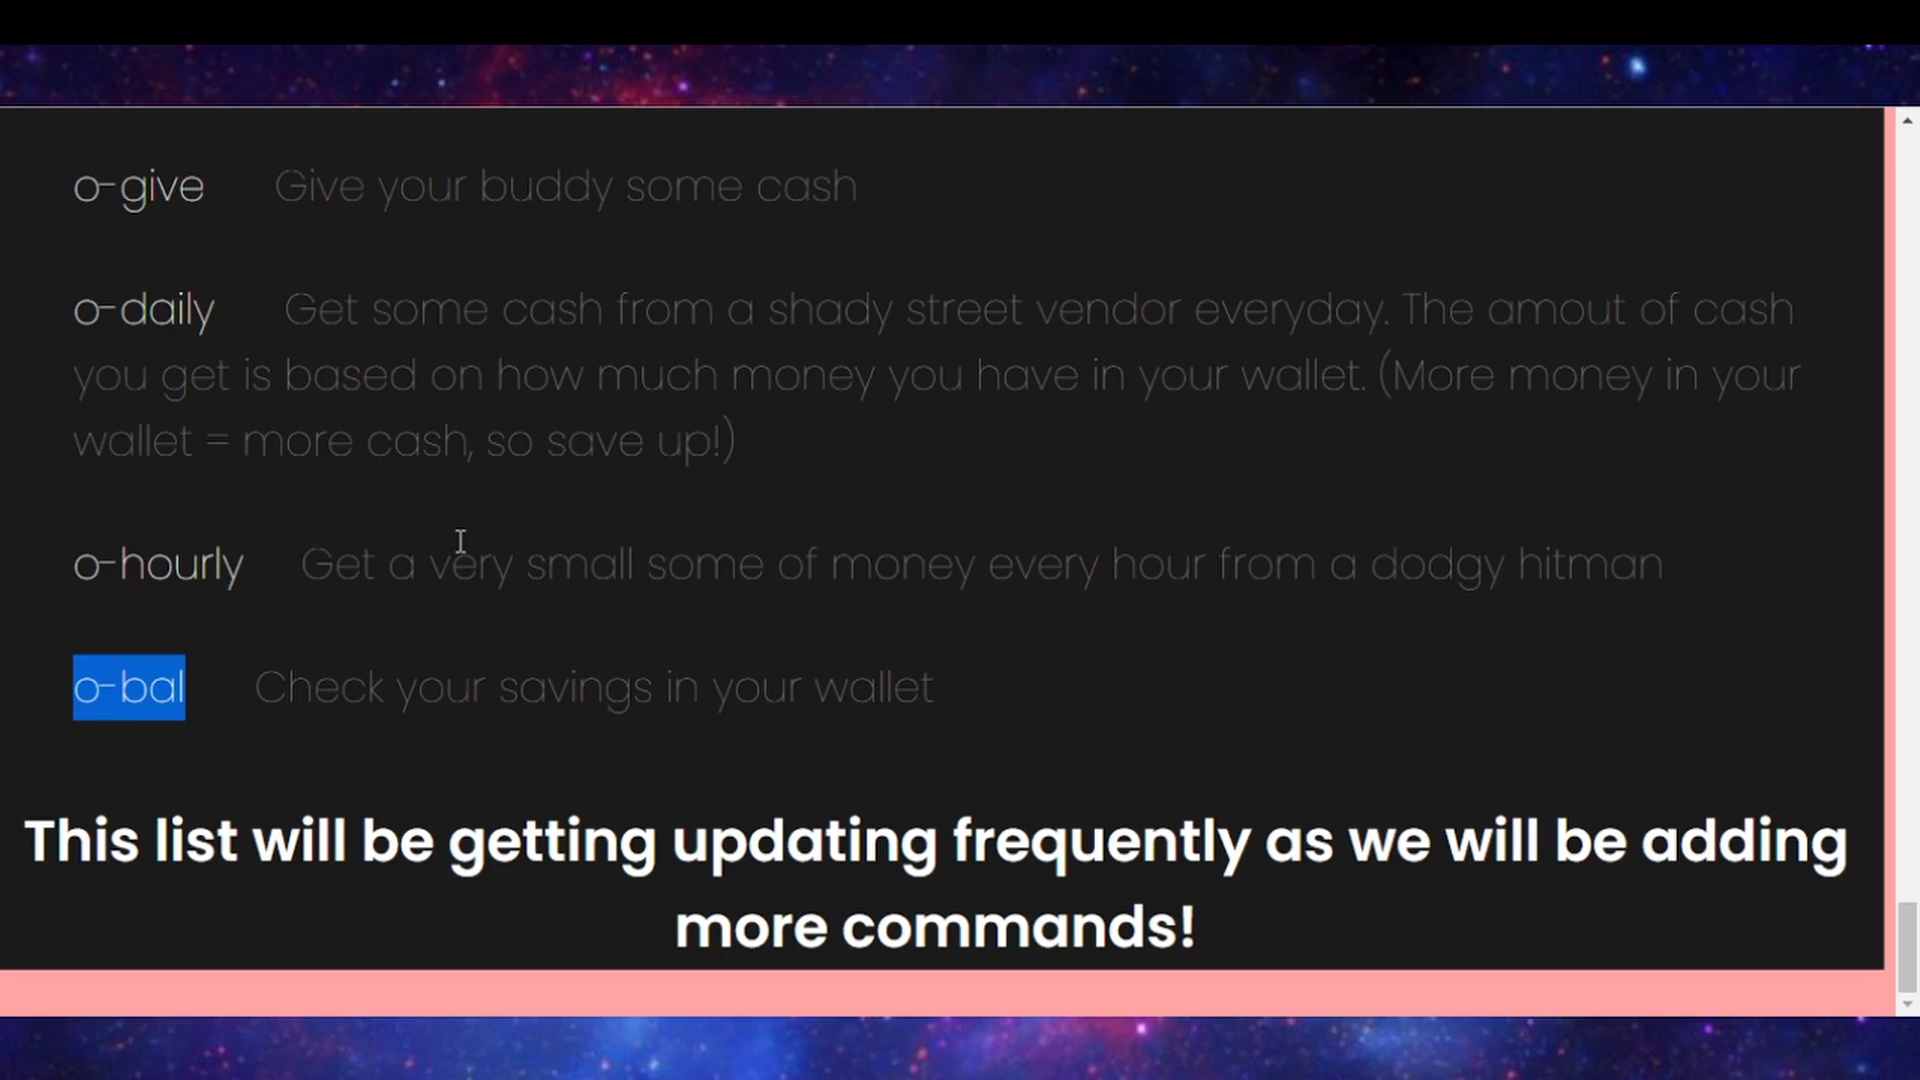 o-give Give your buddy some cash
o-daily Get some cash from a shady street vendor everyday. The amout of cash
you get is based on how much money you have in your wallet. (More money in your
wallet = more cash, so save up!)
o-hourly Get a very small some of money every hour from a dodgy hitman
o-bal Check your savings in your wallet
This list will be getting updating frequently as we will be adding
more commands!